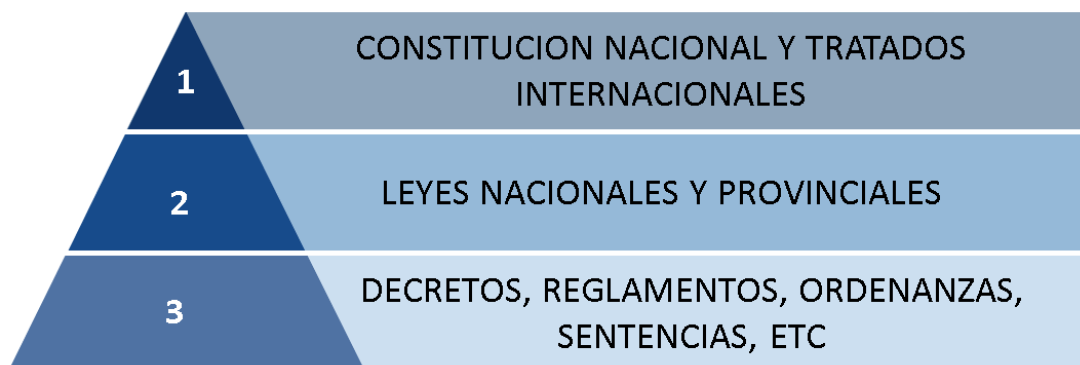 1
CONSTITUCION NACIONAL Y TRATADOS
INTERNACIONALES
2
LEYES NACIONALES Y PROVINCIALES
3
DECRETOS, REGLAMENTOS, ORDENANZAS,
SENTENCIAS, ETC